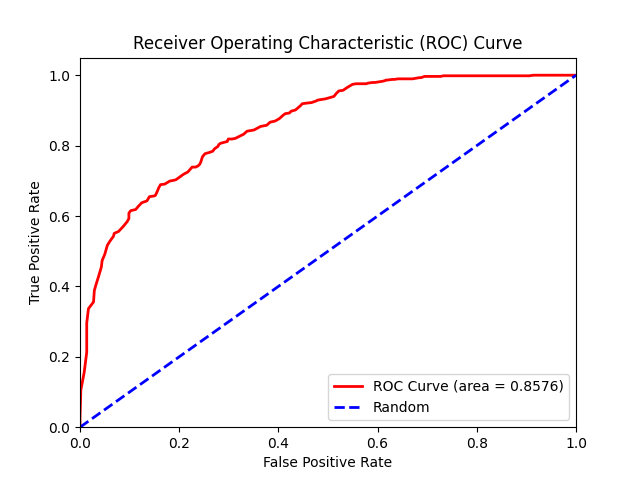 Receiver Operating Characteristic (ROC) Curve
1.0
0.8
0.6
0.4
0.2
0.0
True Positive Rate
ROC Curve (area = 0.8576)
Random
0.0 0.2 0.4 0.6 0.8 1.0
False Positive Rate